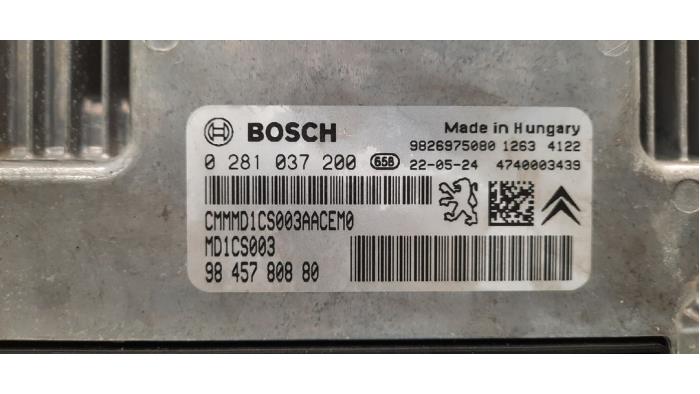 BOSCH
Made in Hungary
9826975080 1263 4122
0 281 037 200 658 22-05-24 4740003439
CMMMD1CS003AACEM0
MD1CS003
98 457 808 80